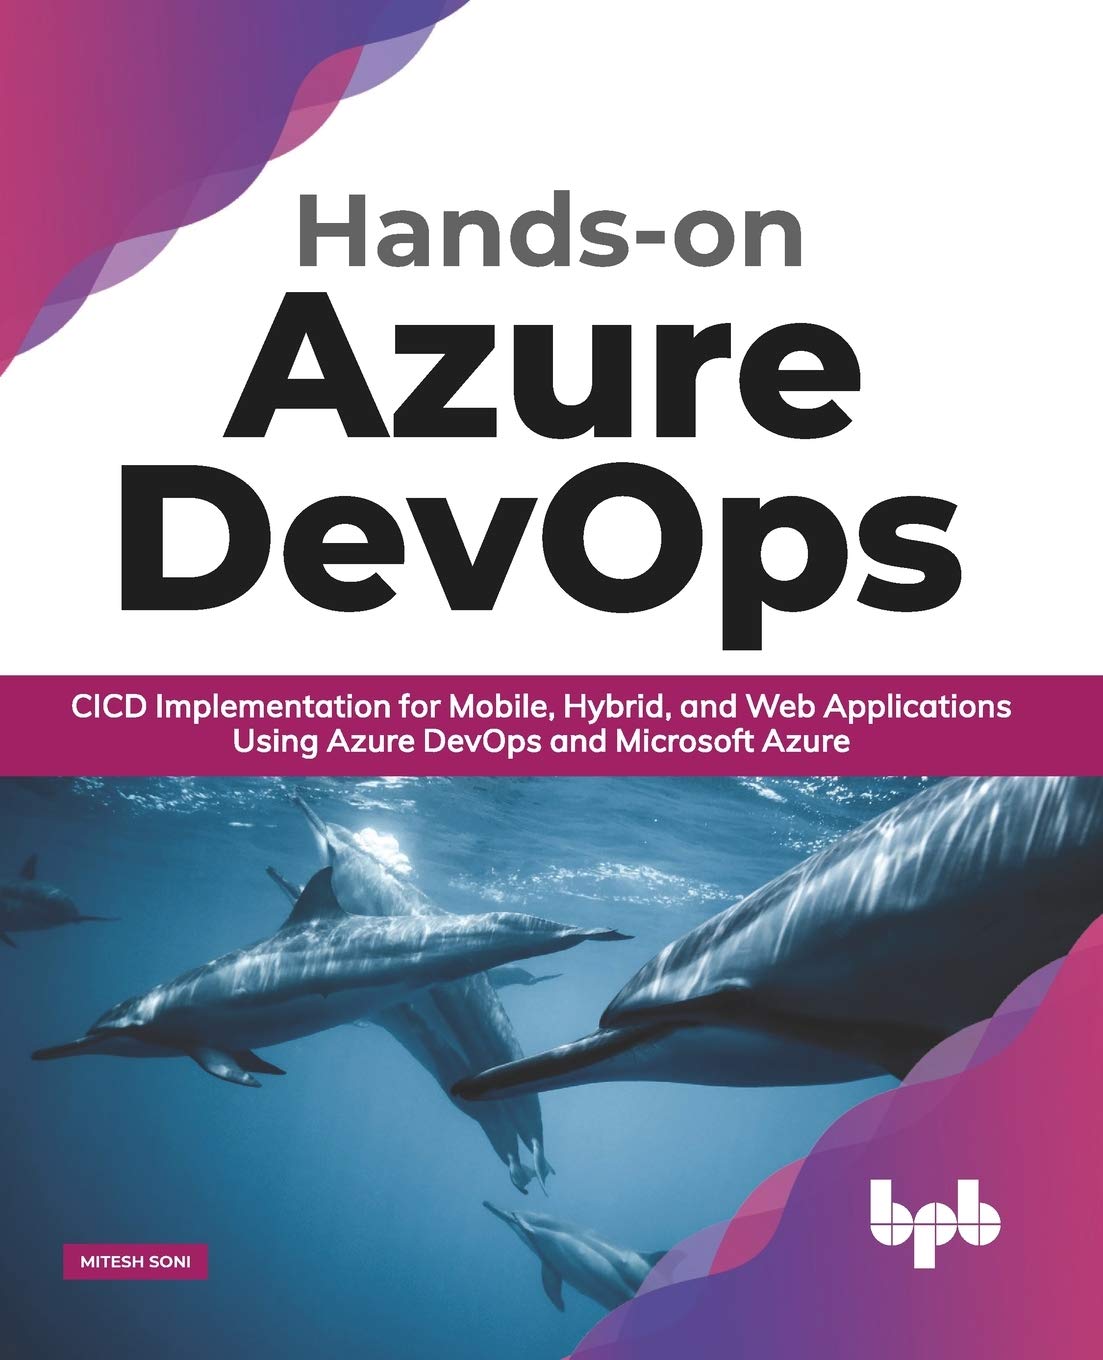 Hands-on
Azure
DevOps
CICD Implementation for Mobile, Hybrid, and Web Applications
Using Azure DevOps and Microsoft Azure
MITESH SONI
bpb